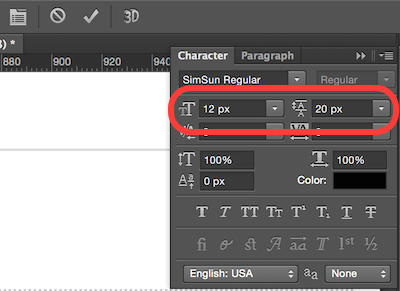 3D
) *
880 900 920 940
Character Paragraph
SimSun Regular Regular
12 px 20 px
100% 100%
0 px Color:
T T TT Tт T¹ T₁ T T
fi st A aa T 1st ½
English: USA aa None